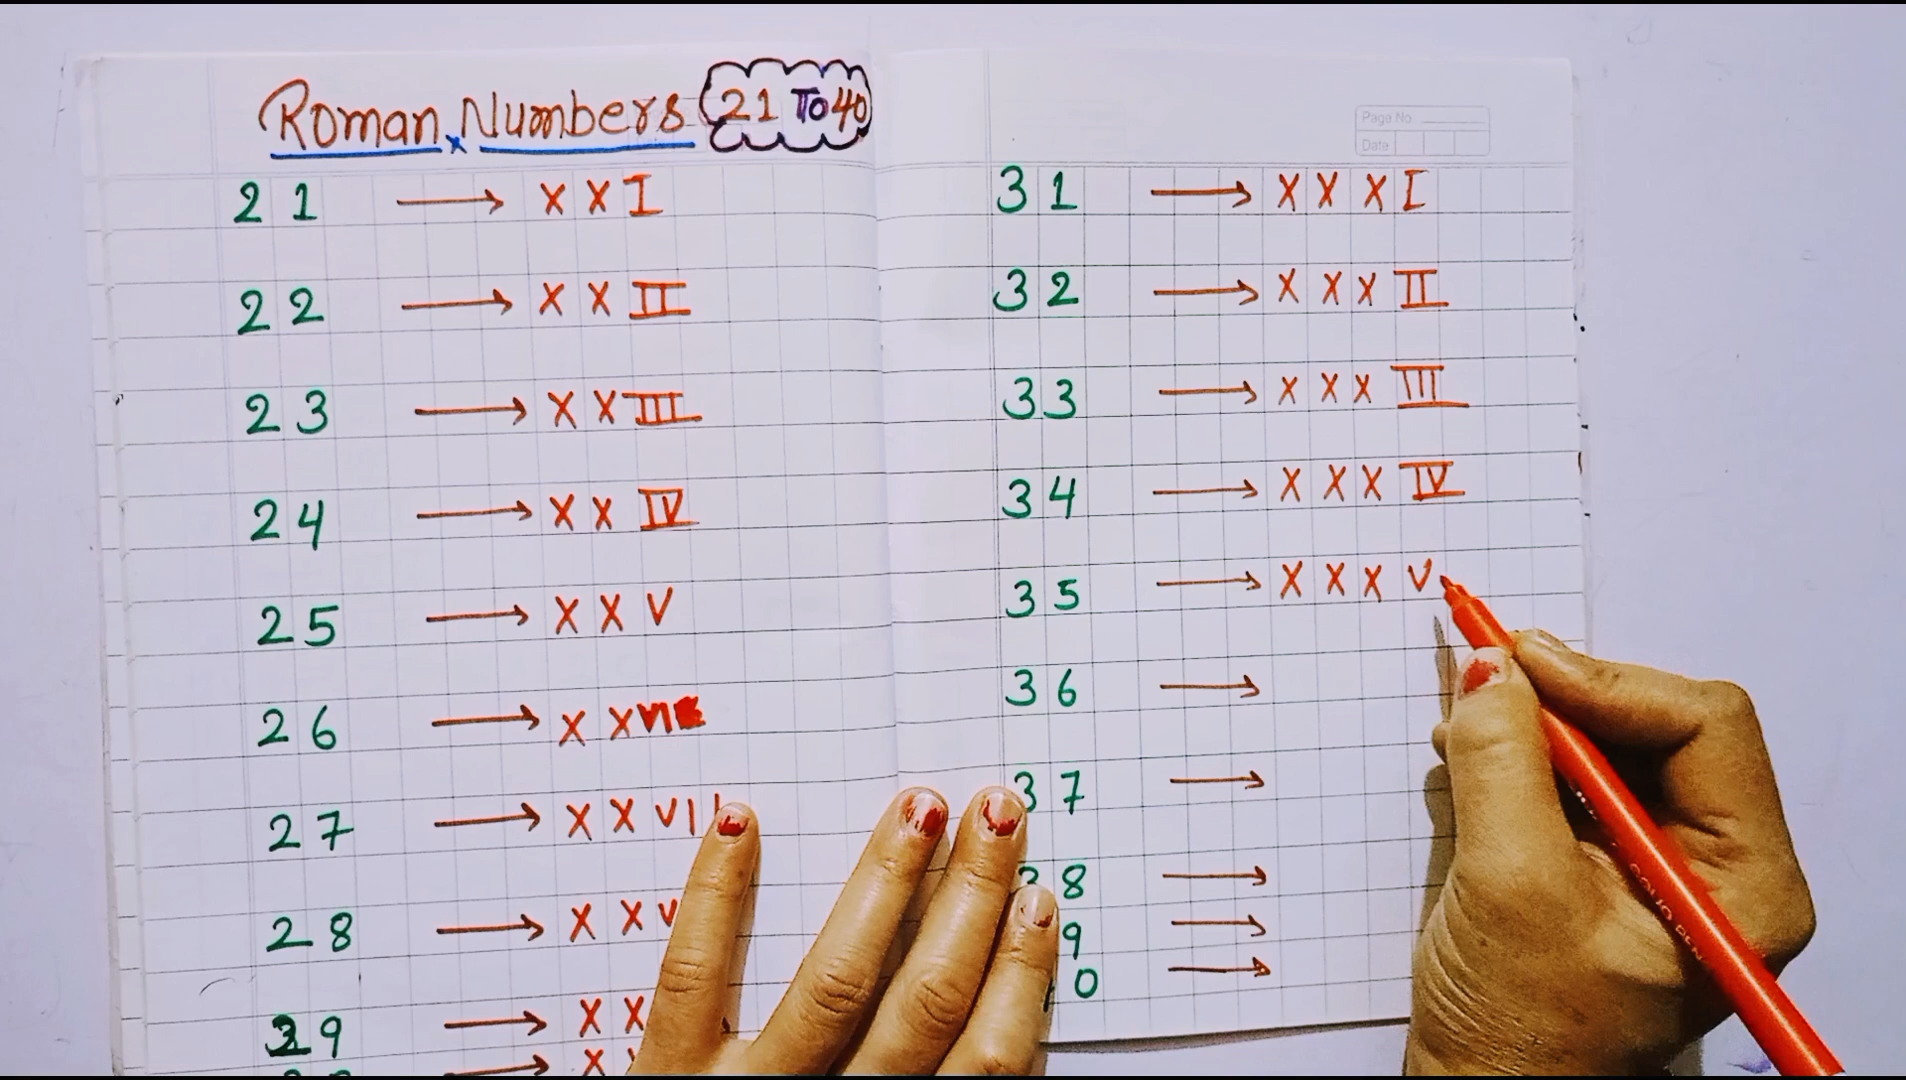 Roman Numbers 21 To 40
21 → XXI
22 → XXII
23 → XXIII
24 → XXIV
25 → XXV
26 → XXVI
27 → XXVII
28 → XXV
29 → XX
Page No.
Date
31 → XXXI
32 → XXXII
33 → XXXIII
34 → XXXIV
35 → XXXV
36 →
37 →
38 →
9 →
0 →